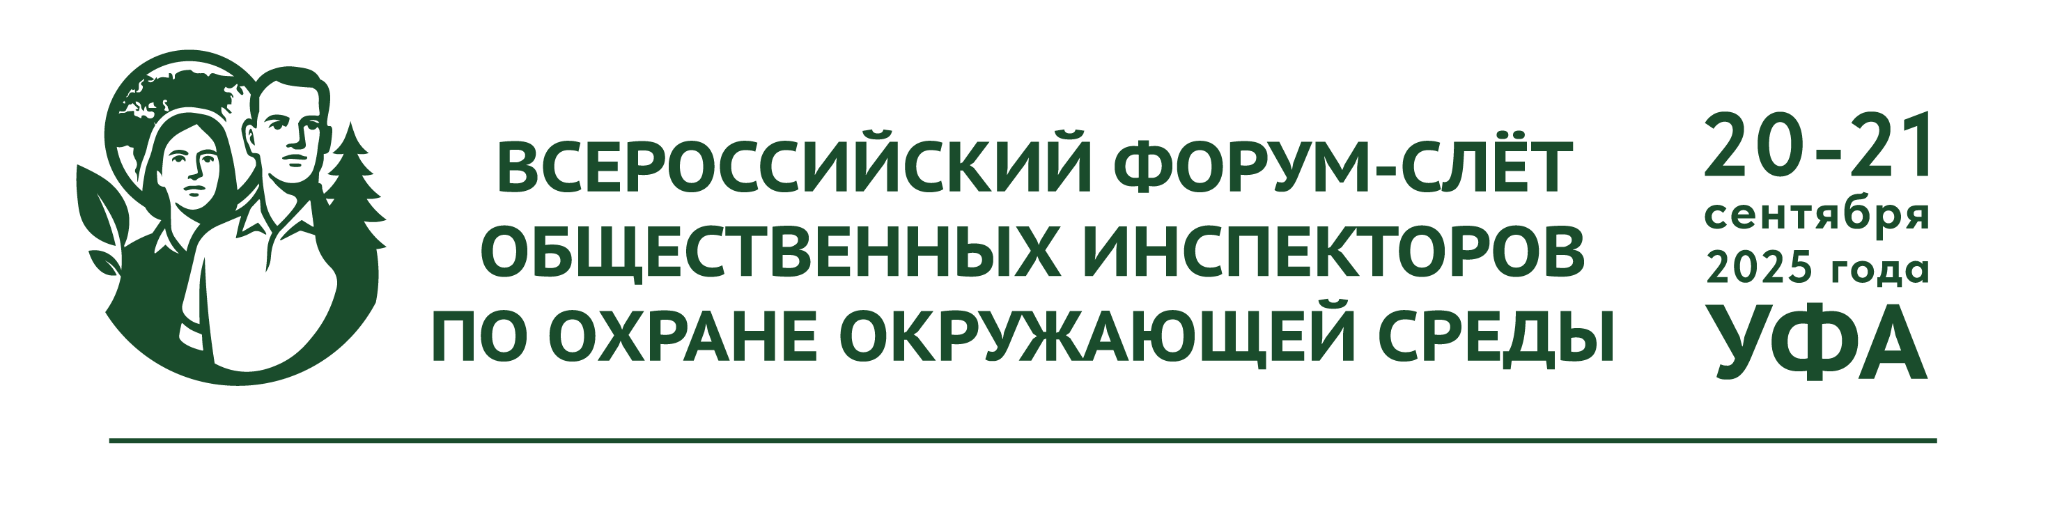 ВСЕРОССИЙСКИЙ ФОРУМ-СЛЁТ
ОБЩЕСТВЕННЫХ ИНСПЕКТОРОВ
ПО ОХРАНЕ ОКРУЖАЮЩЕЙ СРЕДЫ
20-21
сентября
2025 года
УФА